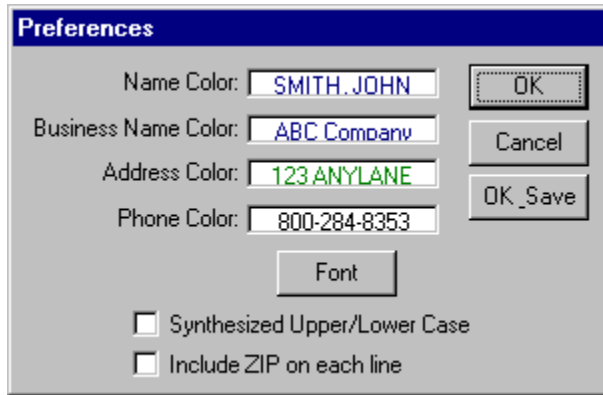 Preferences
Name Color: SMITH, JOHN
OK
Business Name Color: ABC Company
Cancel
Address Color: 123 ANYLANE
OK_Save
Phone Color: 800-284-8353
Font
Synthesized Upper/Lower Case
Include ZIP on each line